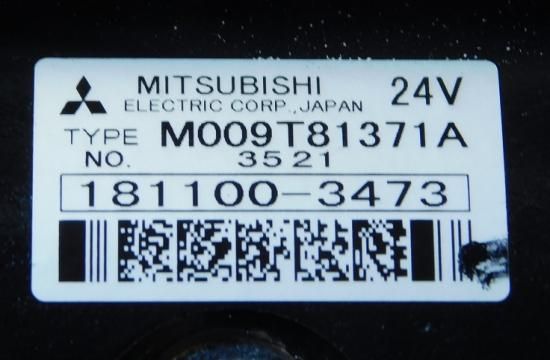 MITSUBISHI 24V
ELECTRIC CORP., JAPAN
TYPE M009T81371A
NO. 3521
181100-3473